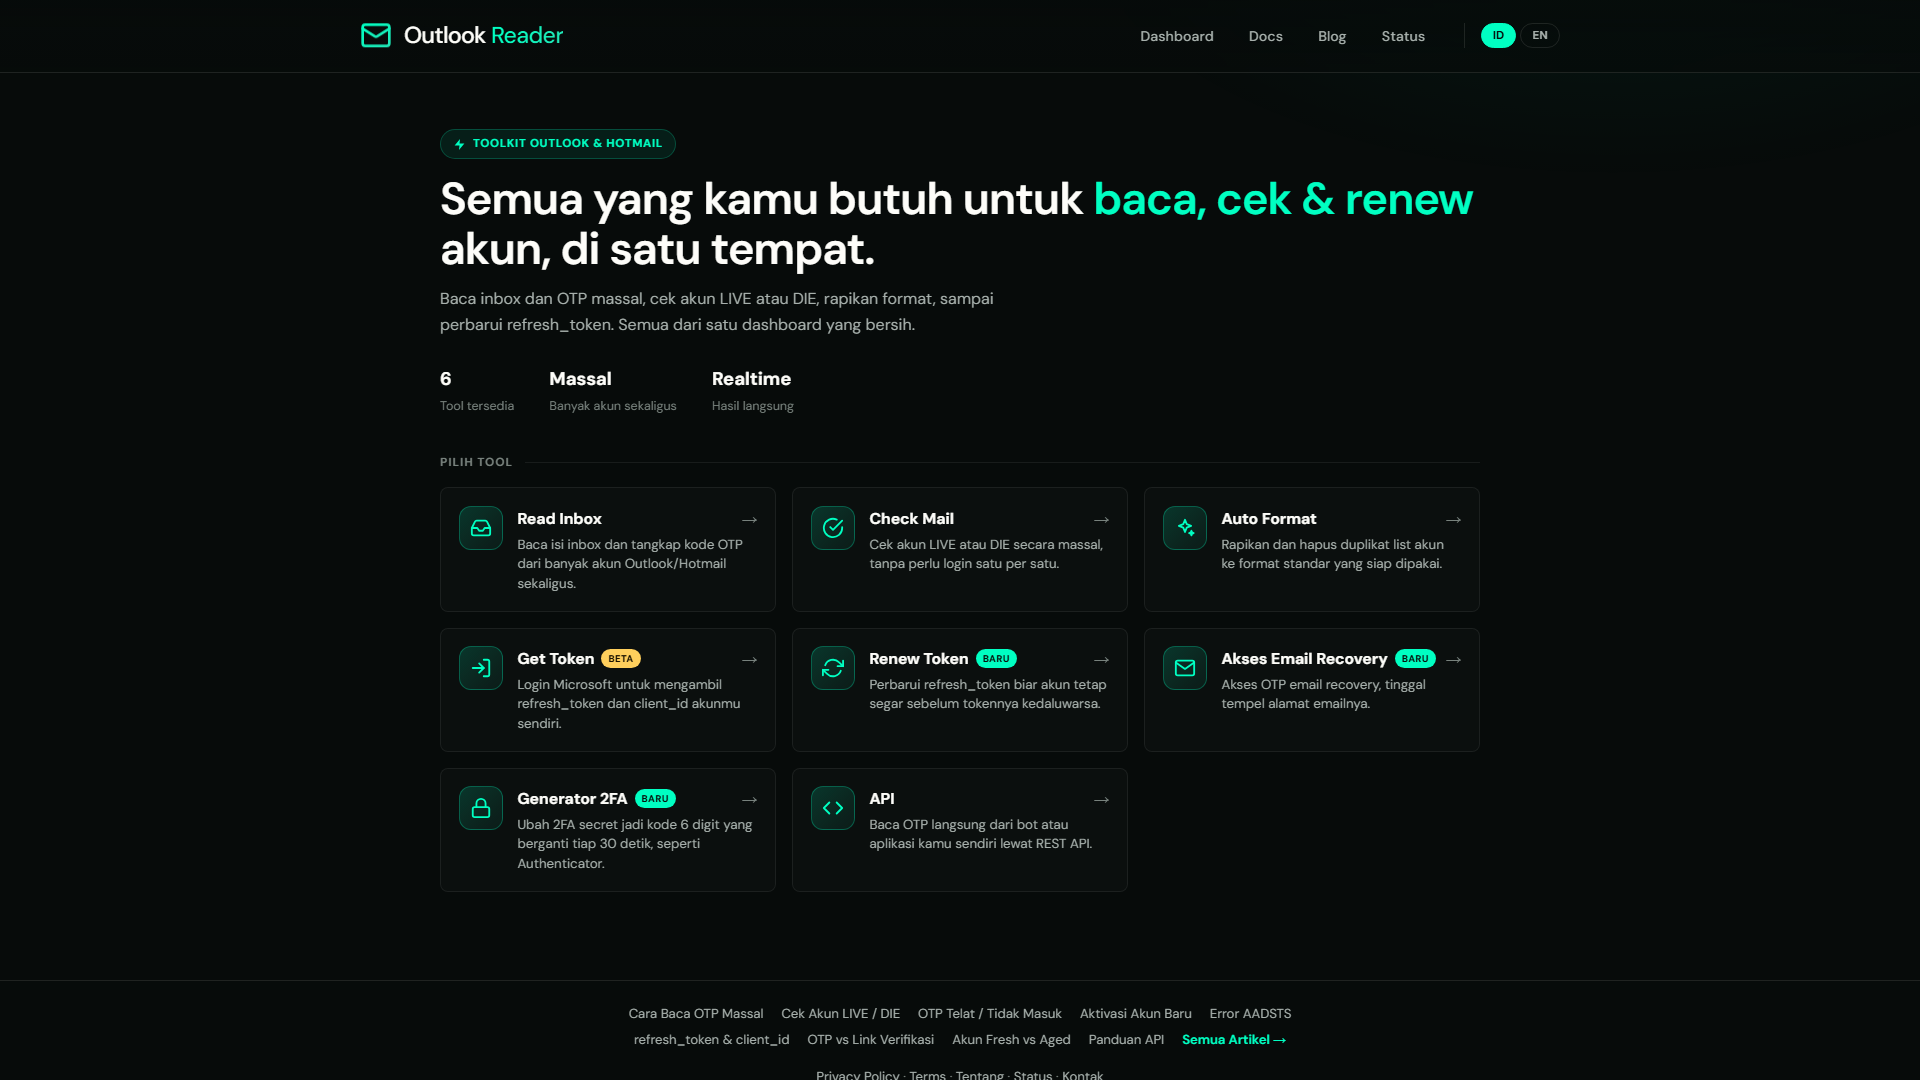 Outlook Reader
Dashboard
Docs
Blog
Status
ID
EN
TOOLKIT OUTLOOK & HOTMAIL
Semua yang kamu butuh untuk baca, cek & renew
akun, di satu tempat.
Baca inbox dan OTP massal, cek akun LIVE atau DIE, rapikan format, sampai
perbarui refresh_token. Semua dari satu dashboard yang bersih.
6
Tool tersedia
Massal
Banyak akun sekaligus
Realtime
Hasil langsung
PILIH TOOL
Read Inbox →
Baca isi inbox dan tangkap kode OTP
dari banyak akun Outlook/Hotmail
sekaligus.
Check Mail →
Cek akun LIVE atau DIE secara massal,
tanpa perlu login satu per satu.
Auto Format →
Rapikan dan hapus duplikat list akun
ke format standar yang siap dipakai.
Get Token BETA →
Login Microsoft untuk mengambil
refresh_token dan client_id akunmu
sendiri.
Renew Token BARU →
Perbarui refresh_token biar akun tetap
segar sebelum tokennya kedaluwarsa.
Akses Email Recovery BARU →
Akses OTP email recovery, tinggal
tempel alamat emailnya.
Generator 2FA BARU →
Ubah 2FA secret jadi kode 6 digit yang
berganti tiap 30 detik, seperti
Authenticator.
API →
Baca OTP langsung dari bot atau
aplikasi kamu sendiri lewat REST API.
Cara Baca OTP Massal Cek Akun LIVE / DIE OTP Telat / Tidak Masuk Aktivasi Akun Baru Error AADSTS
refresh_token & client_id OTP vs Link Verifikasi Akun Fresh vs Aged Panduan API Semua Artikel →
Privacy Policy · Terms · Tentang · Status · Kontak